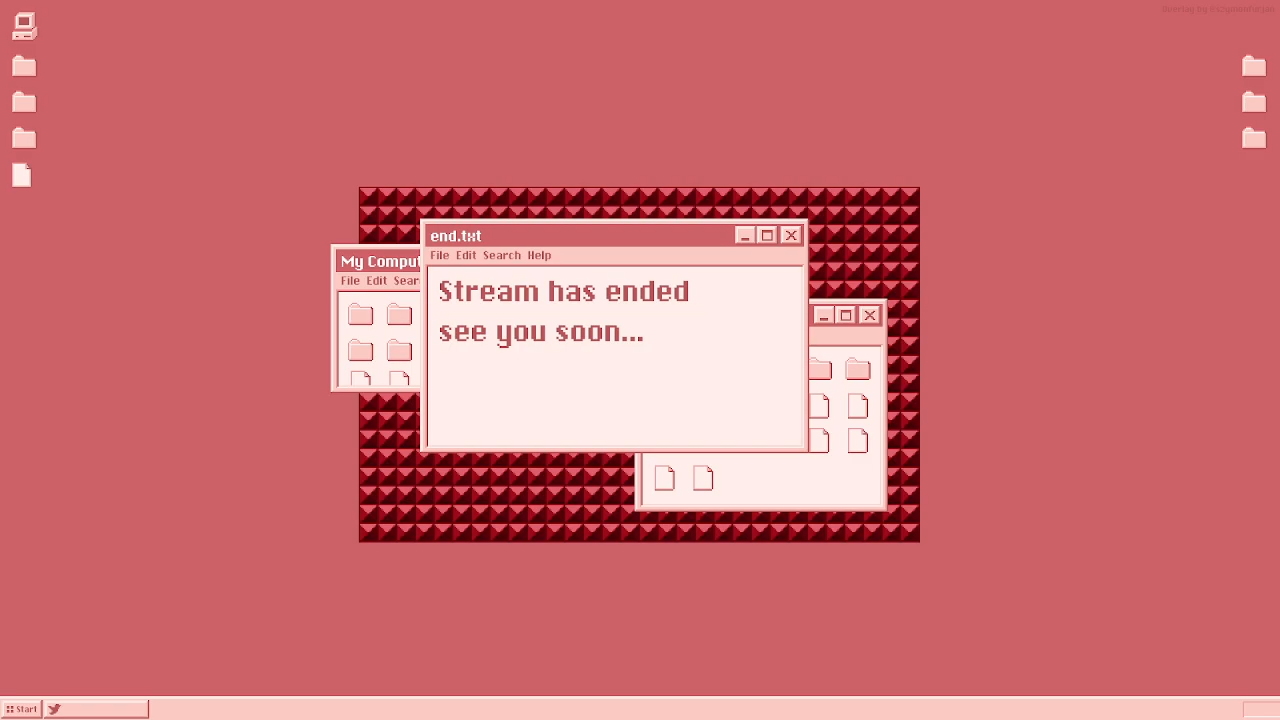 end.txt
File Edit Search Help
Stream has ended
see you soon...
My Comput
File Edit Sear
Start